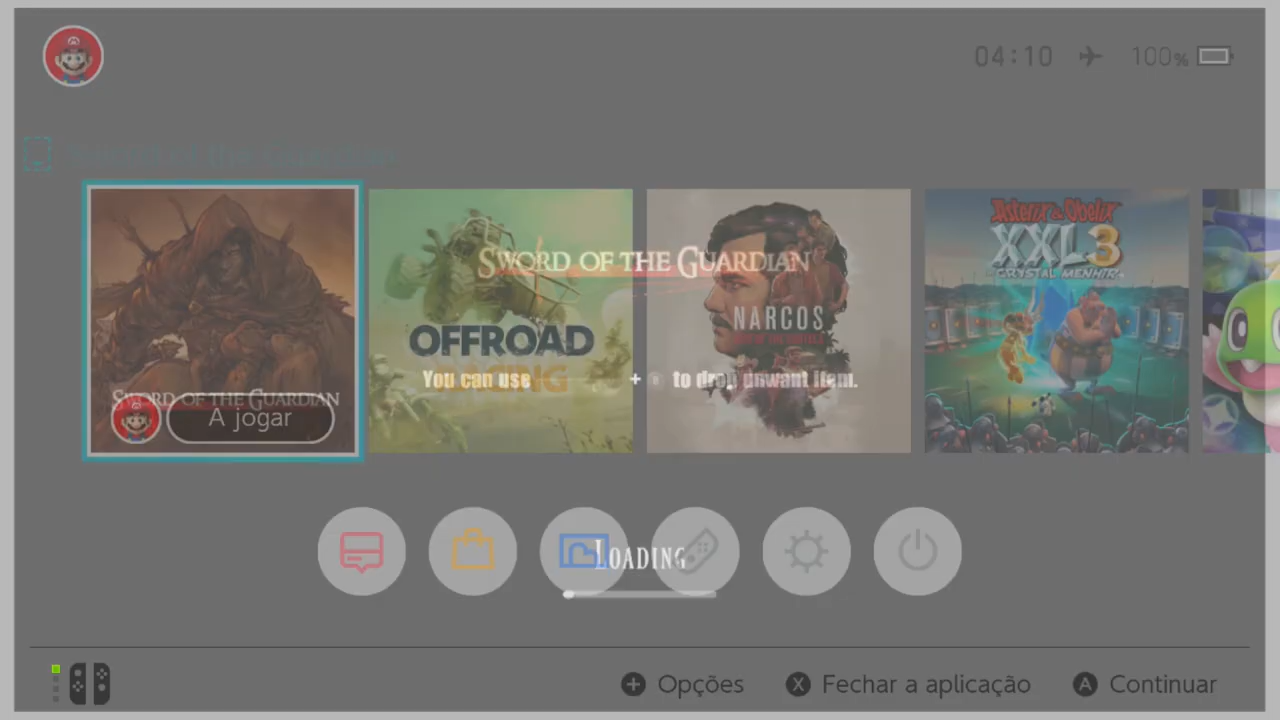 04:10 100%
Sword of the Guardian
Asterix & Obelix
XXL3
CRYSTAL MENHIR
SWORD OF THE GUARDIAN
NARCOS
OFFROAD
RACING
You can use + B to drop unwant item.
SWORD OF THE GUARDIAN
A jogar
LOADING
+ Opções X Fechar a aplicação A Continuar